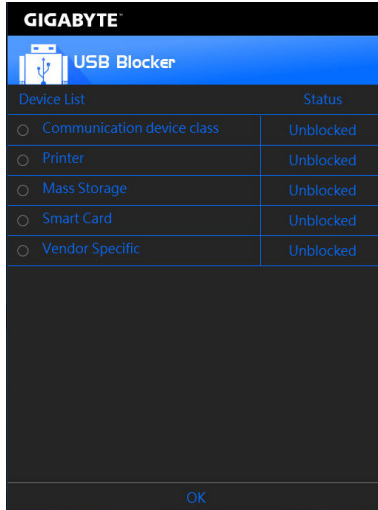 GIGABYTE™
USB Blocker
Device List Status
Communication device class Unblocked
Printer Unblocked
Mass Storage Unblocked
Smart Card Unblocked
Vendor Specific Unblocked
OK